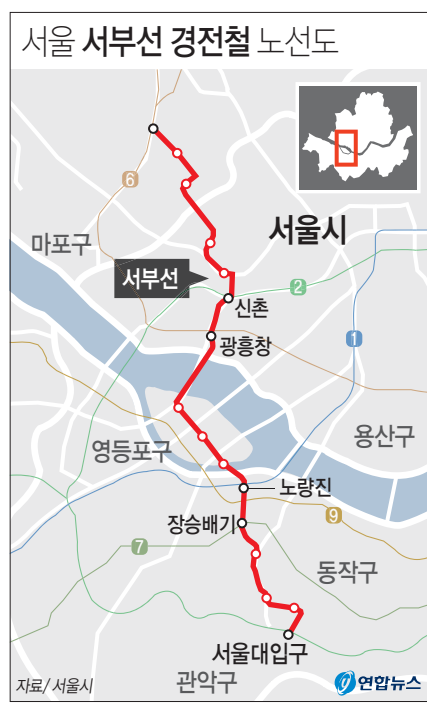 서울 서부선 경전철 노선도
6
마포구
서울시
서부선
2
신촌
1
광흥창
용산구
영등포구
노량진
9
장승배기
7
동작구
서울대입구
관악구
자료/서울시
연합뉴스